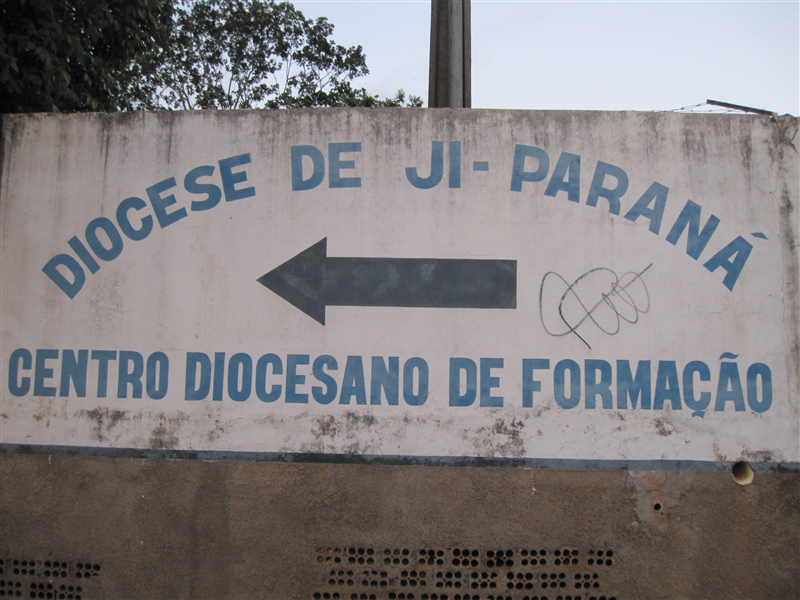 DIOCESE DE JI-PARANÁ
CENTRO DIOCESANO DE FORMAÇÃO